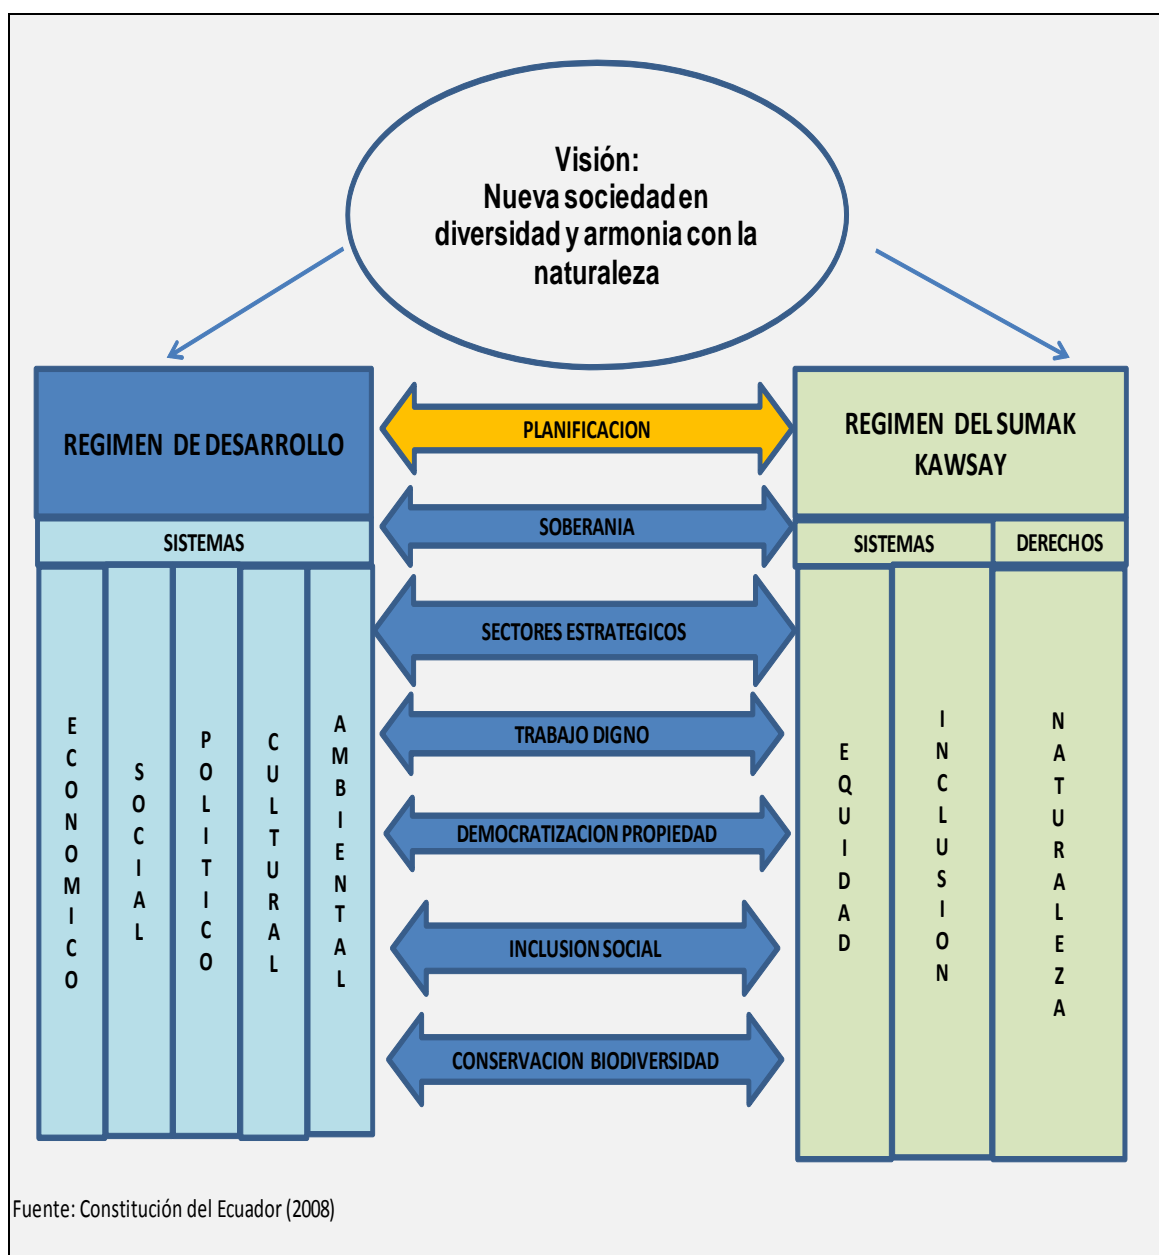 Visión:
Nueva sociedad en
diversidad y armonia con la
naturaleza
REGIMEN DE DESARROLLO
PLANIFICACION
REGIMEN DEL SUMAK
KAWSAY
SOBERANIA
SISTEMAS
SISTEMAS
DERECHOS
SECTORES ESTRATEGICOS
TRABAJO DIGNO
DEMOCRATIZACION PROPIEDAD
INCLUSION SOCIAL
CONSERVACION BIODIVERSIDAD
ECONOMICO
SOCIAL
POLITICO
CULTURAL
AMBIENTAL
EQUIDAD
INCLUSION
NATURALEZA
Fuente: Constitución del Ecuador (2008)